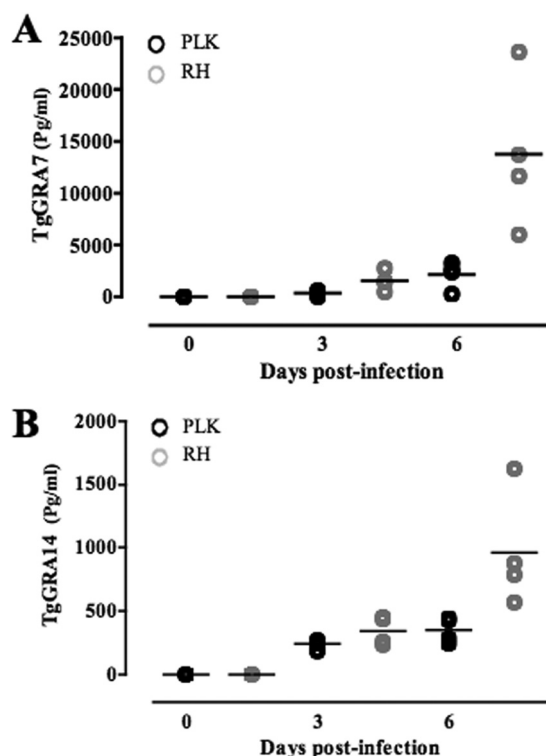 A
PLK
RH
TgGRA7 (Pg/ml)
25000
20000
15000
10000
5000
0
0 3 6
Days post-infection
B
PLK
RH
TgGRA14 (Pg/ml)
2000
1500
1000
500
0
0 3 6
Days post-infection